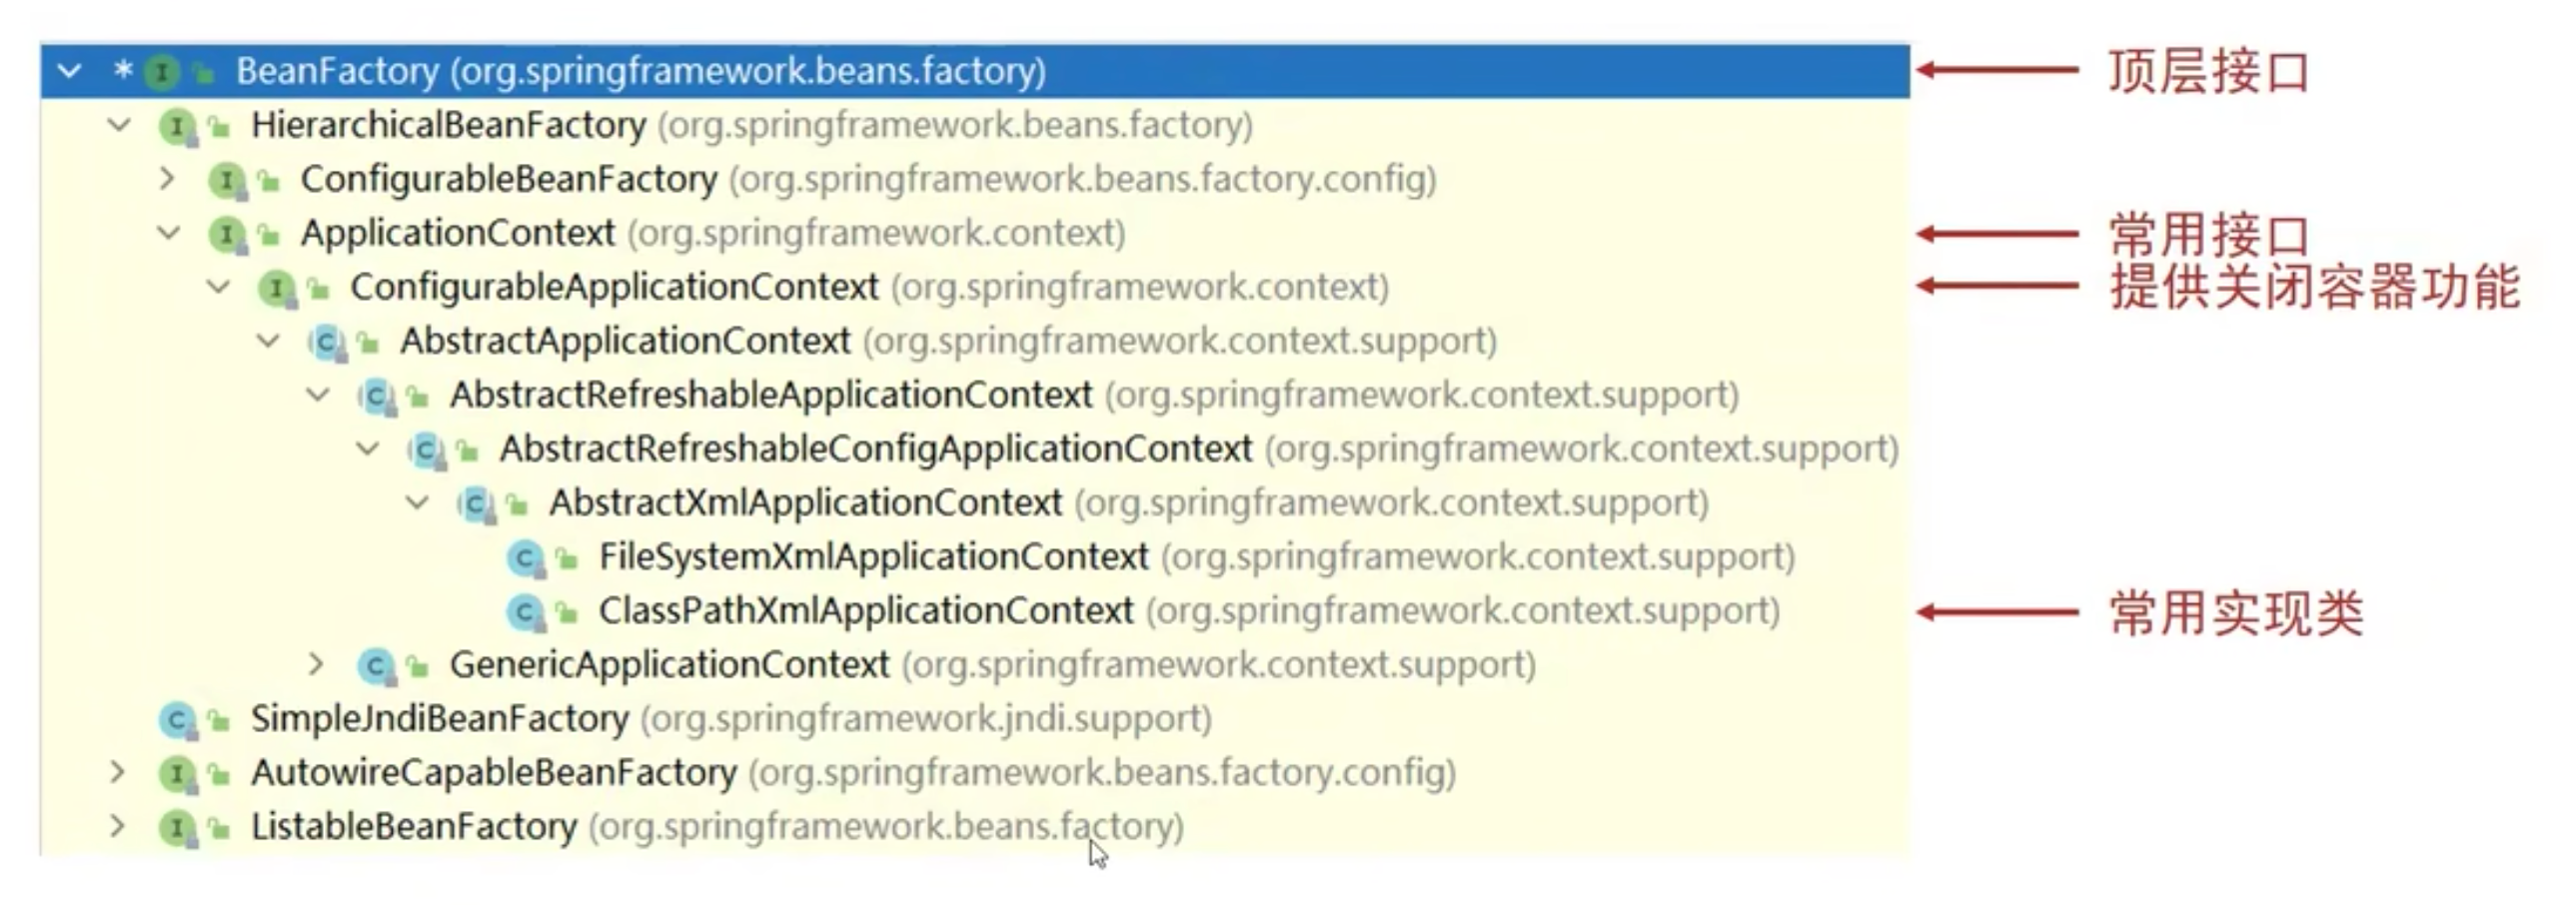 * BeanFactory (org.springframework.beans.factory) 顶层接口
HierarchicalBeanFactory (org.springframework.beans.factory)
ConfigurableBeanFactory (org.springframework.beans.factory.config)
ApplicationContext (org.springframework.context) 常用接口
ConfigurableApplicationContext (org.springframework.context) 提供关闭容器功能
AbstractApplicationContext (org.springframework.context.support)
AbstractRefreshableApplicationContext (org.springframework.context.support)
AbstractRefreshableConfigApplicationContext (org.springframework.context.support)
AbstractXmlApplicationContext (org.springframework.context.support)
FileSystemXmlApplicationContext (org.springframework.context.support)
ClassPathXmlApplicationContext (org.springframework.context.support) 常用实现类
GenericApplicationContext (org.springframework.context.support)
SimpleJndiBeanFactory (org.springframework.jndi.support)
AutowireCapableBeanFactory (org.springframework.beans.factory.config)
ListableBeanFactory (org.springframework.beans.factory)